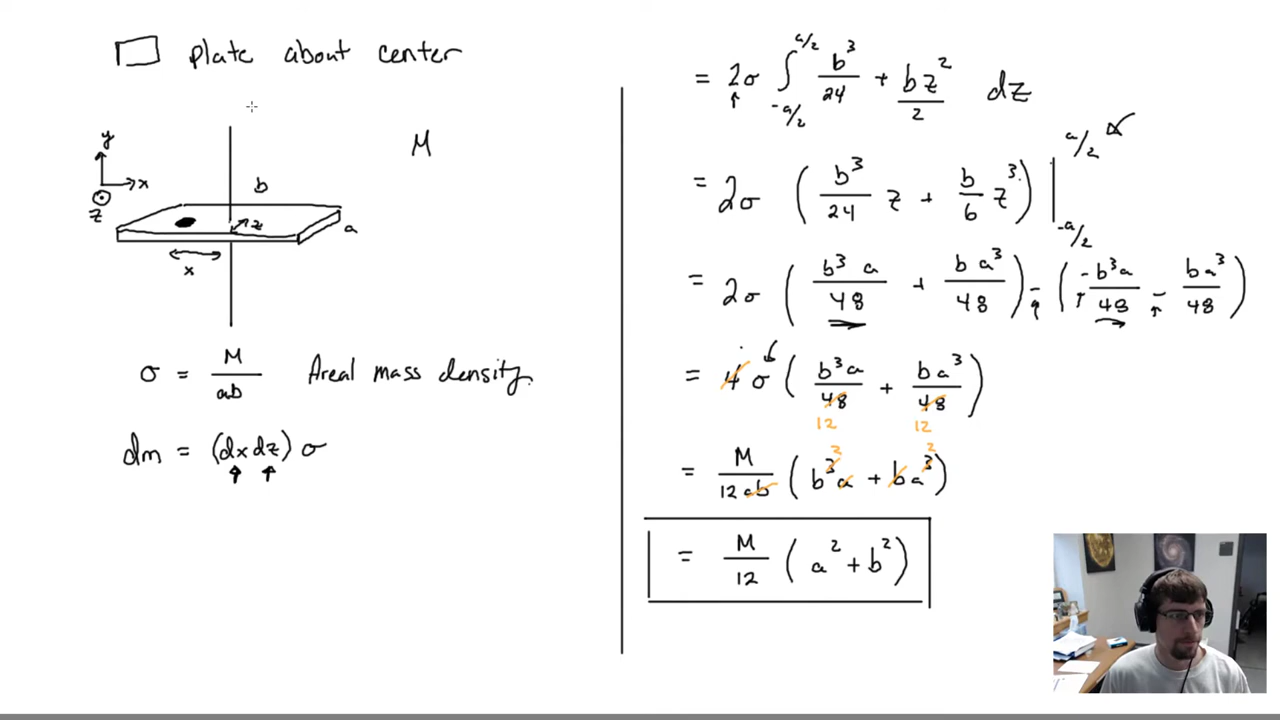 plate about center
M
y
x
z
b
z
a
x
σ = M/ab Areal mass density.
dm = (dx dz) σ
= 2σ ∫_{-a/2}^{a/2} b³/24 + bz²/2 dz
= 2σ ( b³/24 z + b/6 z³ ) |_{-a/2}^{a/2}
= 2σ ( b³a/48 + ba³/48 ) - ( -b³a/48 - ba³/48 )
= 4σ ( b³a/48 + ba³/48 )
12 12
= M/12ab ( b³a + ba³ )
2 2
= M/12 ( a² + b² )